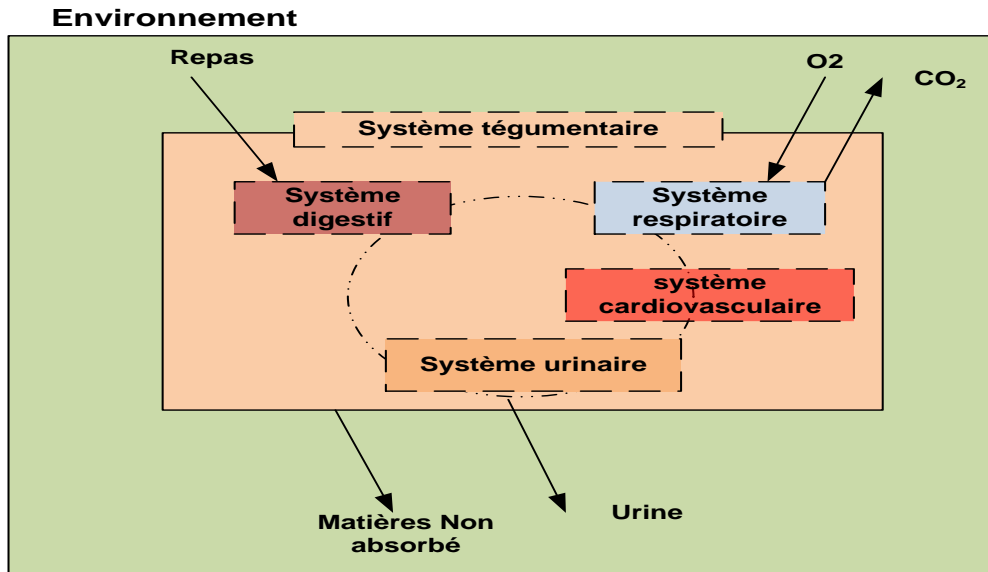 Environnement
Repas
O2
CO₂
Système tégumentaire
Système
digestif
Système
respiratoire
système
cardiovasculaire
Système urinaire
Matières Non
absorbé
Urine